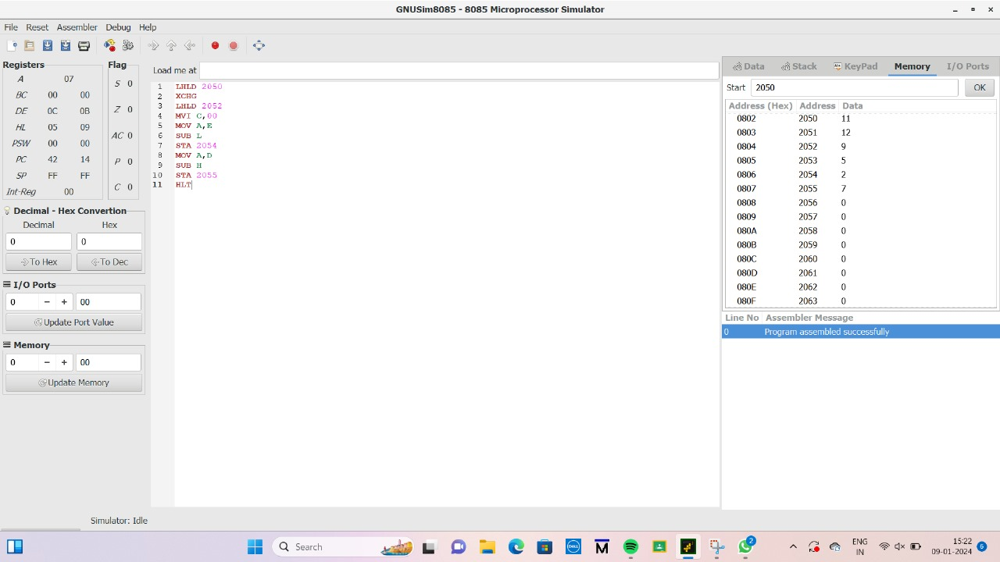 GNUSim8085 - 8085 Microprocessor Simulator
File Reset Assembler Debug Help
Registers
A 07
BC 00 00
DE 0C 0B
HL 05 09
PSW 00 00
PC 42 14
SP FF FF
Int-Reg 00
Flag
S 0
Z 0
AC 0
P 0
C 0
Decimal - Hex Convertion
Decimal Hex
0 0
To Hex To Dec
I/O Ports
0 − + 00
Update Port Value
Memory
0 − + 00
Update Memory
Load me at
1 LHLD 2050
2 XCHG
3 LHLD 2052
4 MVI C,00
5 MOV A,E
6 SUB L
7 STA 2054
8 MOV A,D
9 SUB H
10 STA 2055
11 HLT
Data Stack KeyPad Memory I/O Ports
Start 2050 OK
Address (Hex) Address Data
0802 2050 11
0803 2051 12
0804 2052 9
0805 2053 5
0806 2054 2
0807 2055 7
0808 2056 0
0809 2057 0
080A 2058 0
080B 2059 0
080C 2060 0
080D 2061 0
080E 2062 0
080F 2063 0
Line No Assembler Message
0 Program assembled successfully
Simulator: Idle
Search
DELL
2
ENG
IN
15:22
09-01-2024
6